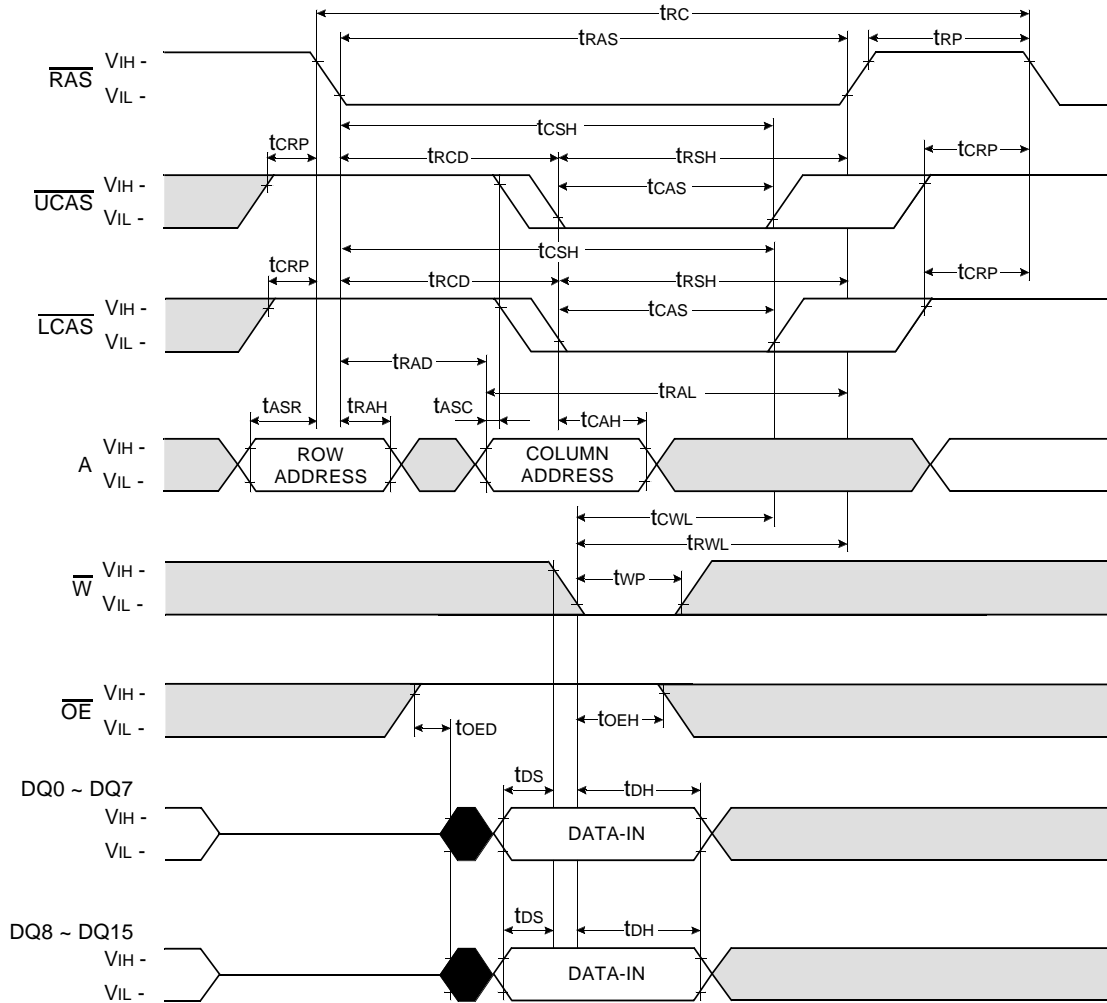 tRC
tRAS tRP
RAS VIH -
VIL -
tCSH
tCRP tRCD tRSH tCRP
UCAS VIH - tCAS
VIL -
tCSH
tCRP tRCD tRSH tCRP
LCAS VIH - tCAS
VIL -
tRAD
tRAL
tASR tRAH tASC tCAH
A VIH - ROW ADDRESS COLUMN ADDRESS
VIL -
tCWL
tRWL
W VIH - tWP
VIL -
OE VIH -
VIL - tOED tOEH
DQ0 ~ DQ7 tDS tDH
VIH -
VIL - DATA-IN
DQ8 ~ DQ15 tDS tDH
VIH -
VIL - DATA-IN